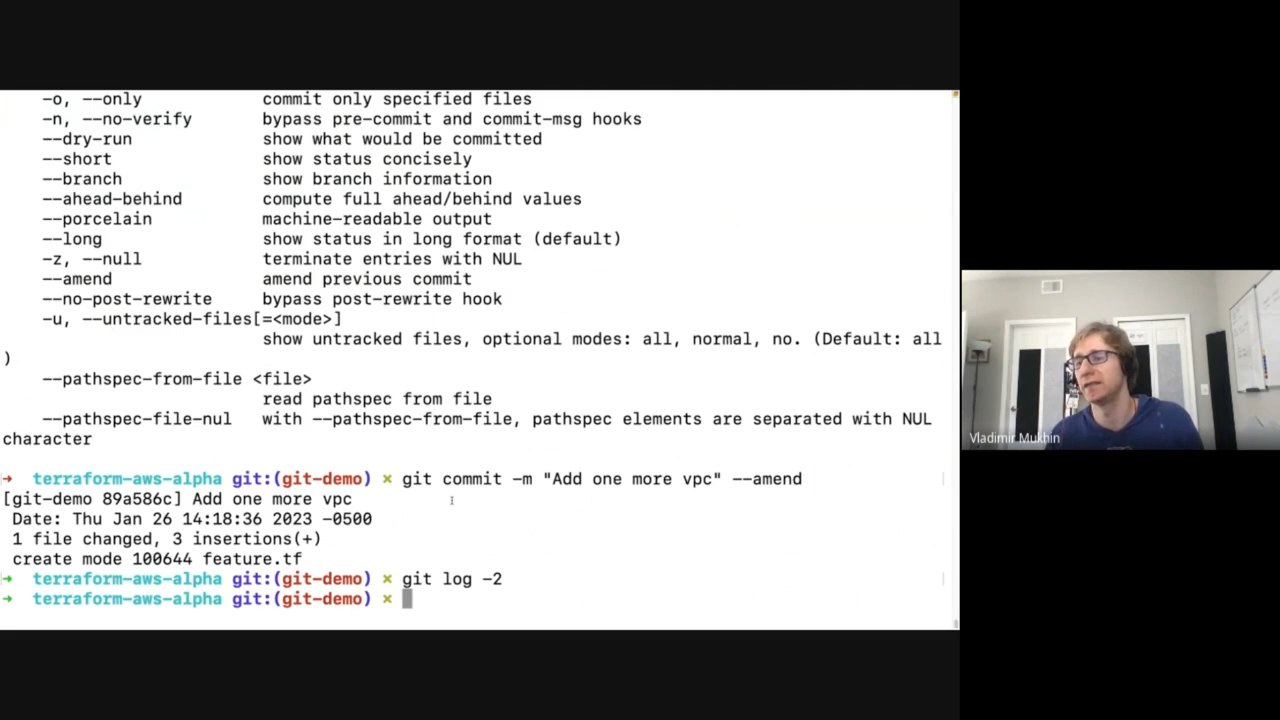 -o, --only commit only specified files
-n, --no-verify bypass pre-commit and commit-msg hooks
--dry-run show what would be committed
--short show status concisely
--branch show branch information
--ahead-behind compute full ahead/behind values
--porcelain machine-readable output
--long show status in long format (default)
-z, --null terminate entries with NUL
--amend amend previous commit
--no-post-rewrite bypass post-rewrite hook
-u, --untracked-files[=<mode>]
show untracked files, optional modes: all, normal, no. (Default: all
)
--pathspec-from-file <file>
read pathspec from file
--pathspec-file-nul with --pathspec-from-file, pathspec elements are separated with NUL
character
→ terraform-aws-alpha git:(git-demo) × git commit -m "Add one more vpc" --amend
[git-demo 89a586c] Add one more vpc
Date: Thu Jan 26 14:18:36 2023 -0500
1 file changed, 3 insertions(+)
create mode 100644 feature.tf
→ terraform-aws-alpha git:(git-demo) × git log -2
→ terraform-aws-alpha git:(git-demo) ×
Vladimir Mukhin